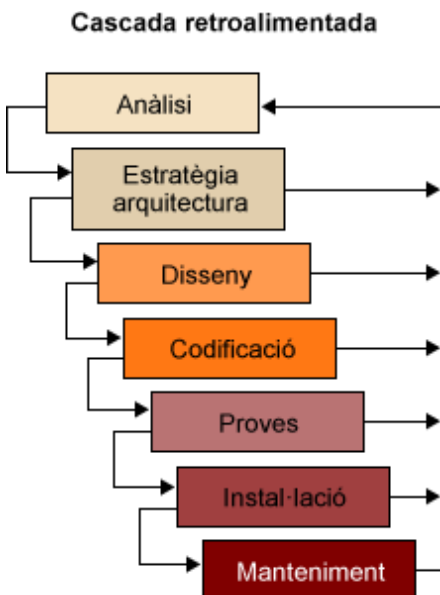 Cascada retroalimentada
Anàlisi
Estratègia
arquitectura
Disseny
Codificació
Proves
Instal·lació
Manteniment